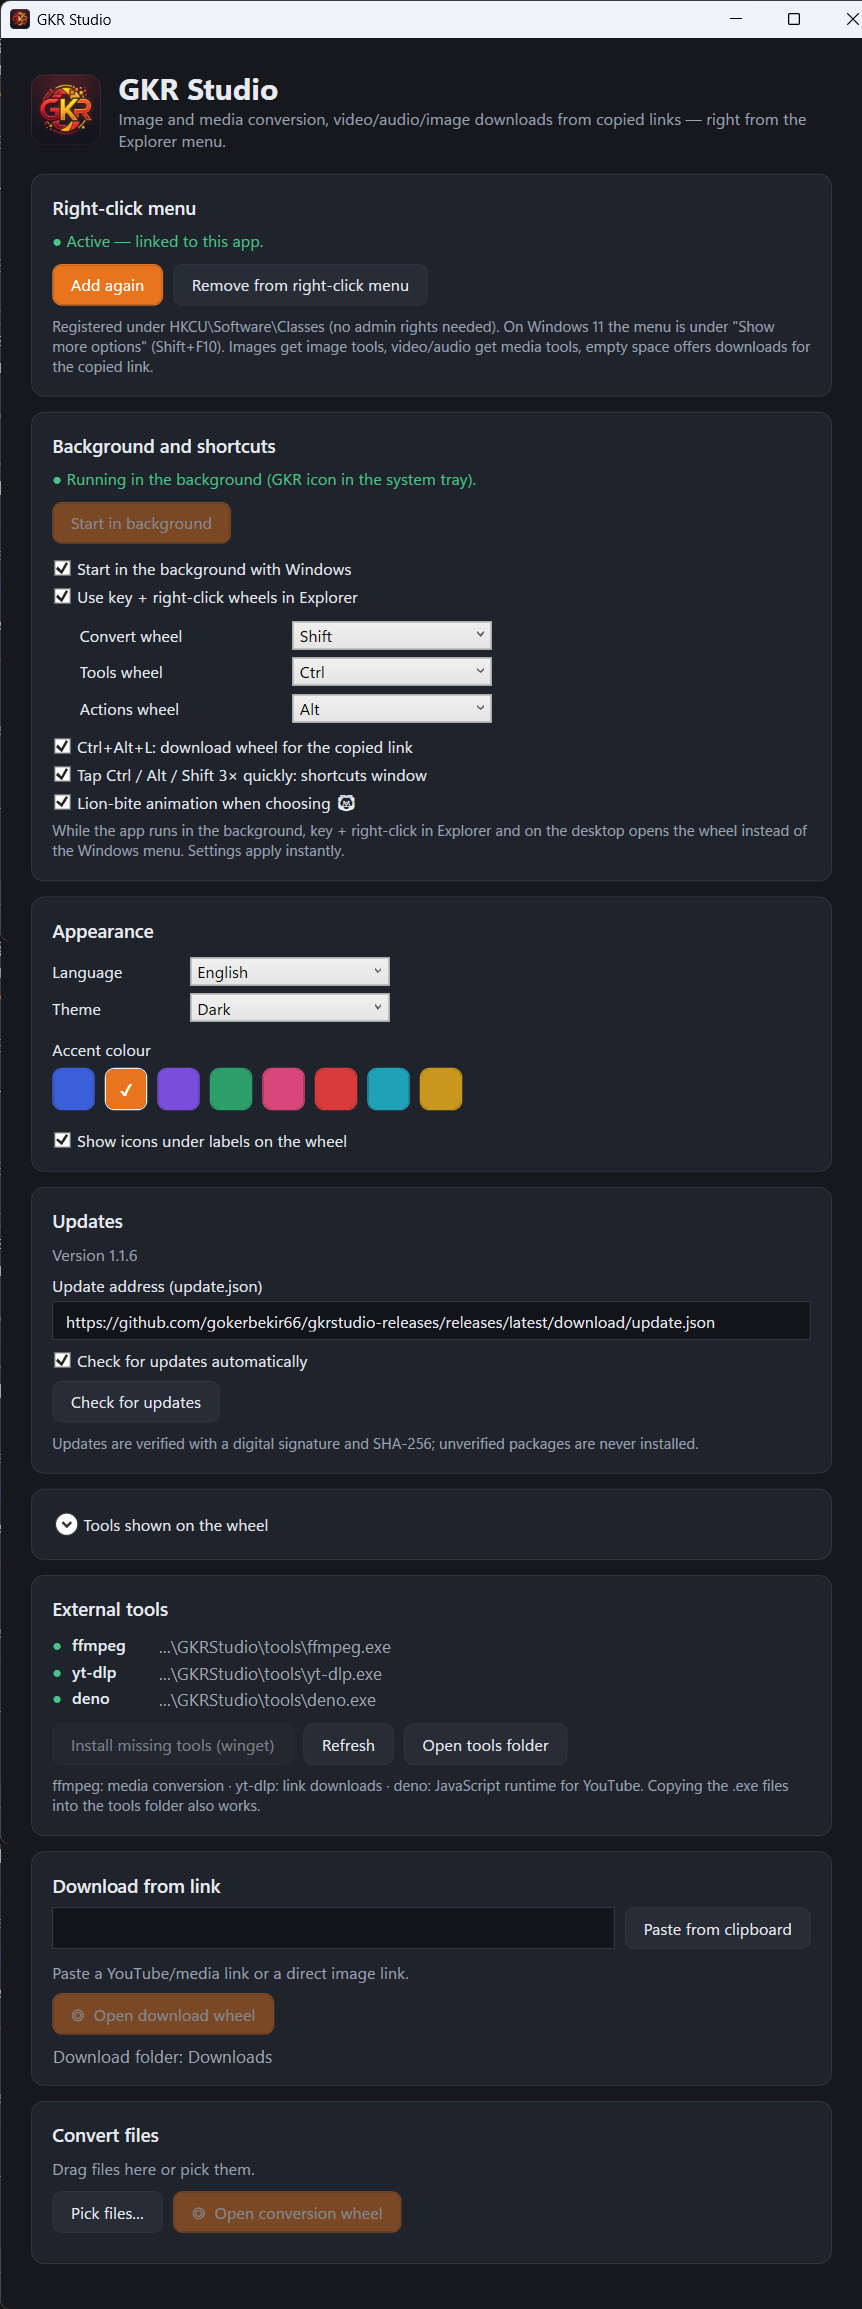 GKR Studio
GKR
GKR Studio
Image and media conversion, video/audio/image downloads from copied links — right from the
Explorer menu.
Right-click menu
● Active — linked to this app.
Add again
Remove from right-click menu
Registered under HKCU\Software\Classes (no admin rights needed). On Windows 11 the menu is under "Show
more options" (Shift+F10). Images get image tools, video/audio get media tools, empty space offers downloads for
the copied link.
Background and shortcuts
● Running in the background (GKR icon in the system tray).
Start in background
Start in the background with Windows
Use key + right-click wheels in Explorer
Convert wheel Shift
Tools wheel Ctrl
Actions wheel Alt
Ctrl+Alt+L: download wheel for the copied link
Tap Ctrl / Alt / Shift 3× quickly: shortcuts window
Lion-bite animation when choosing 🦁
While the app runs in the background, key + right-click in Explorer and on the desktop opens the wheel instead of
the Windows menu. Settings apply instantly.
Appearance
Language English
Theme Dark
Accent colour
✓
Show icons under labels on the wheel
Updates
Version 1.1.6
Update address (update.json)
https://github.com/gokerbekir66/gkrstudio-releases/releases/latest/download/update.json
Check for updates automatically
Check for updates
Updates are verified with a digital signature and SHA-256; unverified packages are never installed.
Tools shown on the wheel
External tools
● ffmpeg ...\GKRStudio\tools\ffmpeg.exe
● yt-dlp ...\GKRStudio\tools\yt-dlp.exe
● deno ...\GKRStudio\tools\deno.exe
Install missing tools (winget)
Refresh
Open tools folder
ffmpeg: media conversion · yt-dlp: link downloads · deno: JavaScript runtime for YouTube. Copying the .exe files
into the tools folder also works.
Download from link
Paste from clipboard
Paste a YouTube/media link or a direct image link.
◎ Open download wheel
Download folder: Downloads
Convert files
Drag files here or pick them.
Pick files...
◎ Open conversion wheel